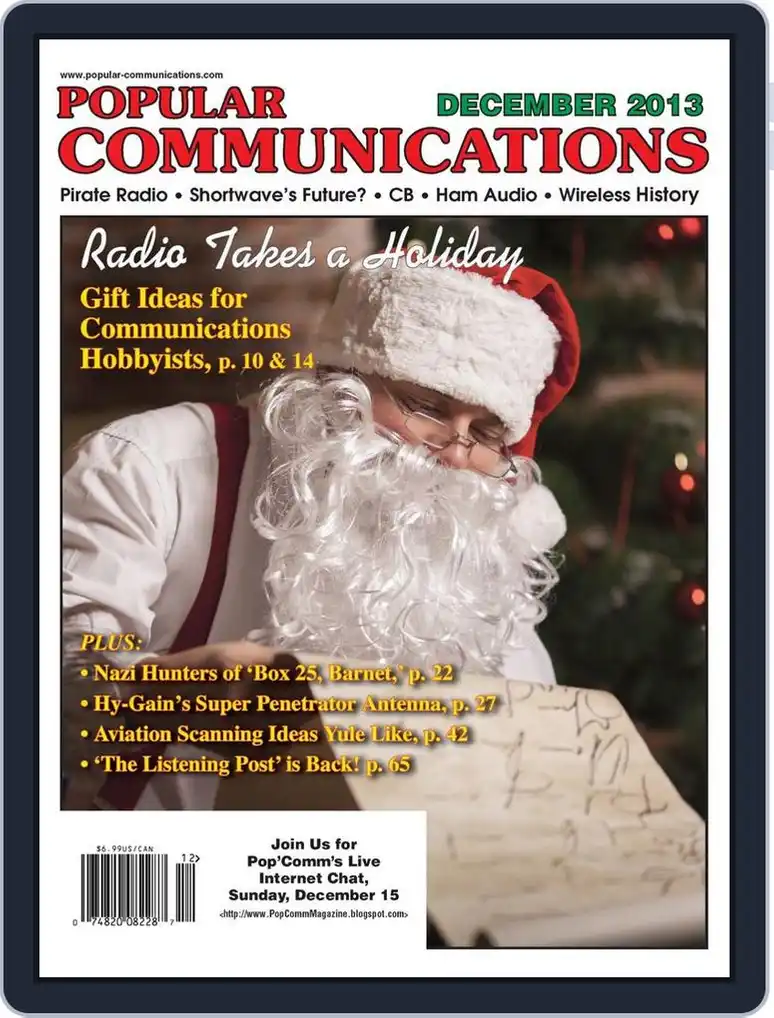 www.popular-communications.com
POPULAR
DECEMBER 2013
COMMUNICATIONS
Pirate Radio • Shortwave's Future? • CB • Ham Audio • Wireless History
Radio Takes a Holiday
Gift Ideas for
Communications
Hobbyists, p. 10 & 14
PLUS:
• Nazi Hunters of ‘Box 25, Barnet,’ p. 22
• Hy-Gain’s Super Penetrator Antenna, p. 27
• Aviation Scanning Ideas Yule Like, p. 42
• ‘The Listening Post’ is Back! p. 65
$6.99US/CAN
12>
0 74820 08228 7
Join Us for
Pop’Comm’s Live
Internet Chat,
Sunday, December 15
<http://www.PopCommMagazine.blogspot.com>